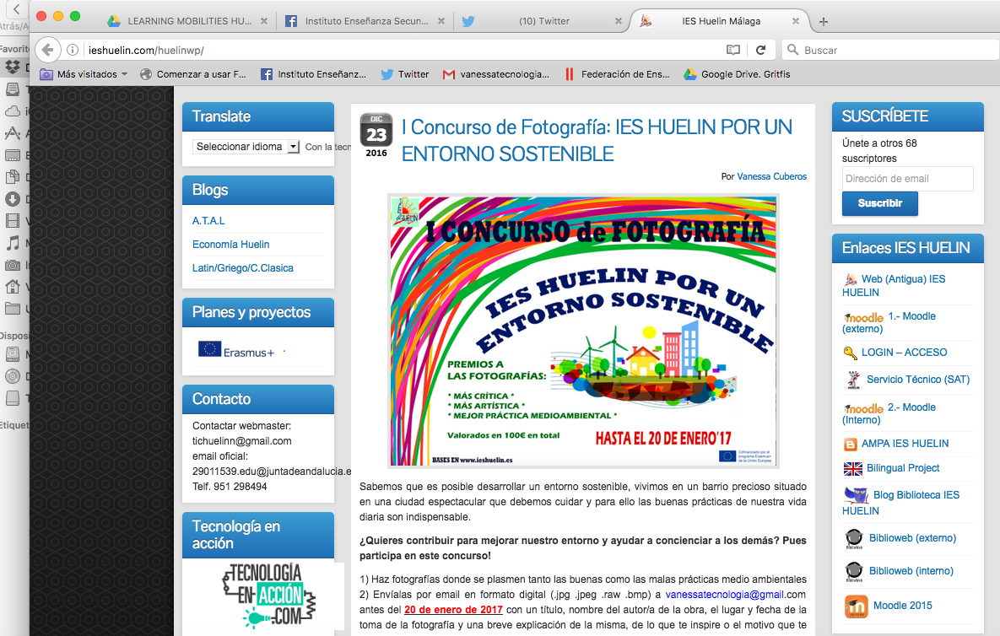 Atrás/A
Favorito
Disposi
Etiquet
LEARNING MOBILITIES HU...
Instituto Enseñanza Secun...
(10) Twitter
IES Huelin Málaga
ieshuelin.com/huelinwp/
Buscar
Más visitados
Comenzar a usar F...
Instituto Enseñanz...
Twitter
vanessatecnologia...
Federación de Ens...
Google Drive. Gritfis
Translate
Seleccionar idioma
Con la tecn
Blogs
A.T.A.L
Economía Huelin
Latin/Griego/C.Clasica
Planes y proyectos
Erasmus+
Contacto
Contactar webmaster:
tichuelinn@gmail.com
email oficial:
29011539.edu@juntadeandalucia.e
Telf. 951 298494
Tecnología en
acción
TECNOLOGÍA
EN-ACCIÓN
.COM
DIC
23
2016
I Concurso de Fotografía: IES HUELIN POR UN
ENTORNO SOSTENIBLE
Por Vanessa Cuberos
HUELIN
I CONCURSO de FOTOGRAFÍA
IES HUELIN POR UN
ENTORNO SOSTENIBLE
PREMIOS A
LAS FOTOGRAFÍAS:
* MÁS CRÍTICA *
* MÁS ARTÍSTICA *
* MEJOR PRÁCTICA MEDIOAMBIENTAL *
Valorados en 100€ en total
HASTA EL 20 DE ENERO'17
BASES EN www.ieshuelin.es
Cofinanciado por el
programa Erasmus+
de la Unión Europea
Sabemos que es posible desarrollar un entorno sostenible, vivimos en un barrio precioso situado
en una ciudad espectacular que debemos cuidar y para ello las buenas prácticas de nuestra vida
diaria son indispensable.
¿Quieres contribuir para mejorar nuestro entorno y ayudar a concienciar a los demás? Pues
participa en este concurso!
1) Haz fotografías donde se plasmen tanto las buenas como las malas prácticas medio ambientales
2) Envíalas por email en formato digital (.jpg .jpeg .raw .bmp) a vanessatecnologia@gmail.com
antes del 20 de enero de 2017 con un título, nombre del autor/a de la obra, el lugar y fecha de la
toma de la fotografía y una breve explicación de la misma, de lo que te inspire o el motivo que te
SUSCRÍBETE
Únete a otros 68
suscriptores
Dirección de email
Suscribir
Enlaces IES HUELIN
Web (Antigua) IES
HUELIN
moodle 1.- Moodle
(externo)
LOGIN – ACCESO
Servicio Técnico (SAT)
moodle 2.- Moodle
(Interno)
AMPA IES HUELIN
Bilingual Project
Blog Biblioteca IES
HUELIN
Biblioweb (externo)
Biblioweb (interno)
Moodle 2015